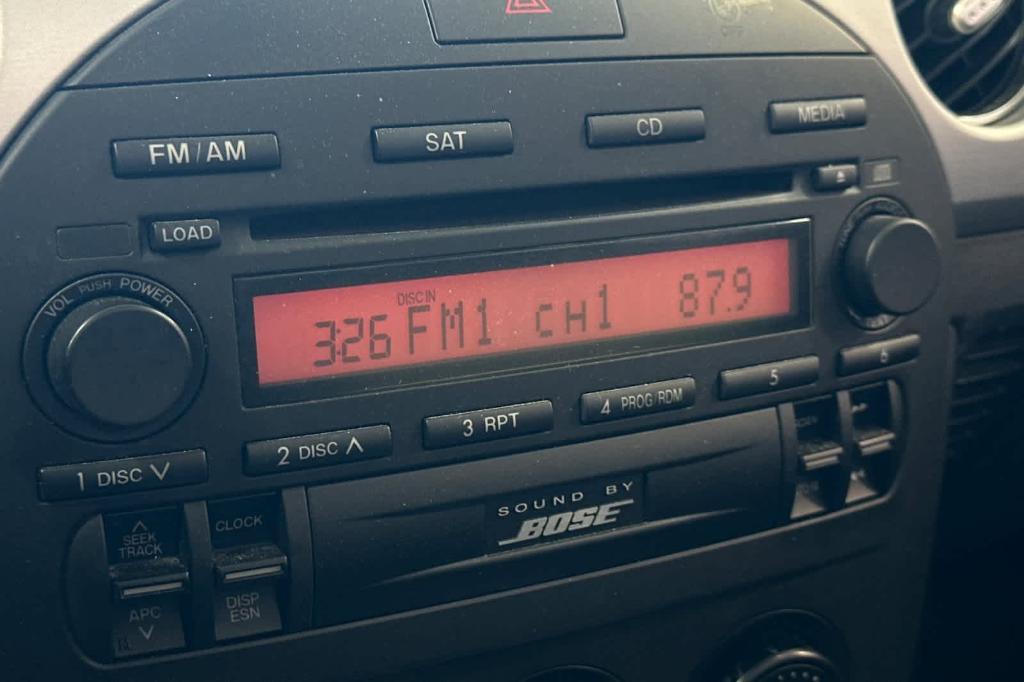 OFF
FM/AM
SAT
CD
MEDIA
LOAD
VOL PUSH POWER
DISC IN
3:26 FM1 CH1 87.9
1 DISC ∨
2 DISC ∧
3 RPT
4 PROG/RDM
5
6
SEEK
TRACK
APC
CLOCK
DISP
ESN
SOUND BY
BOSE